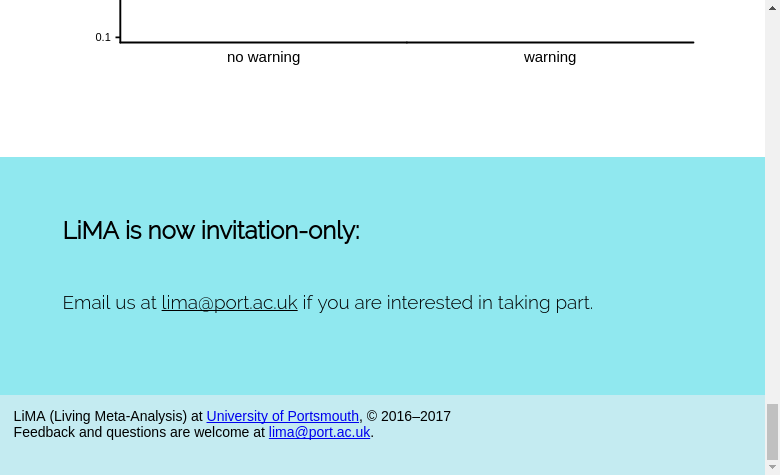 0.1
no warning warning
LiMA is now invitation-only:
Email us at lima@port.ac.uk if you are interested in taking part.
LiMA (Living Meta-Analysis) at University of Portsmouth, © 2016–2017
Feedback and questions are welcome at lima@port.ac.uk.